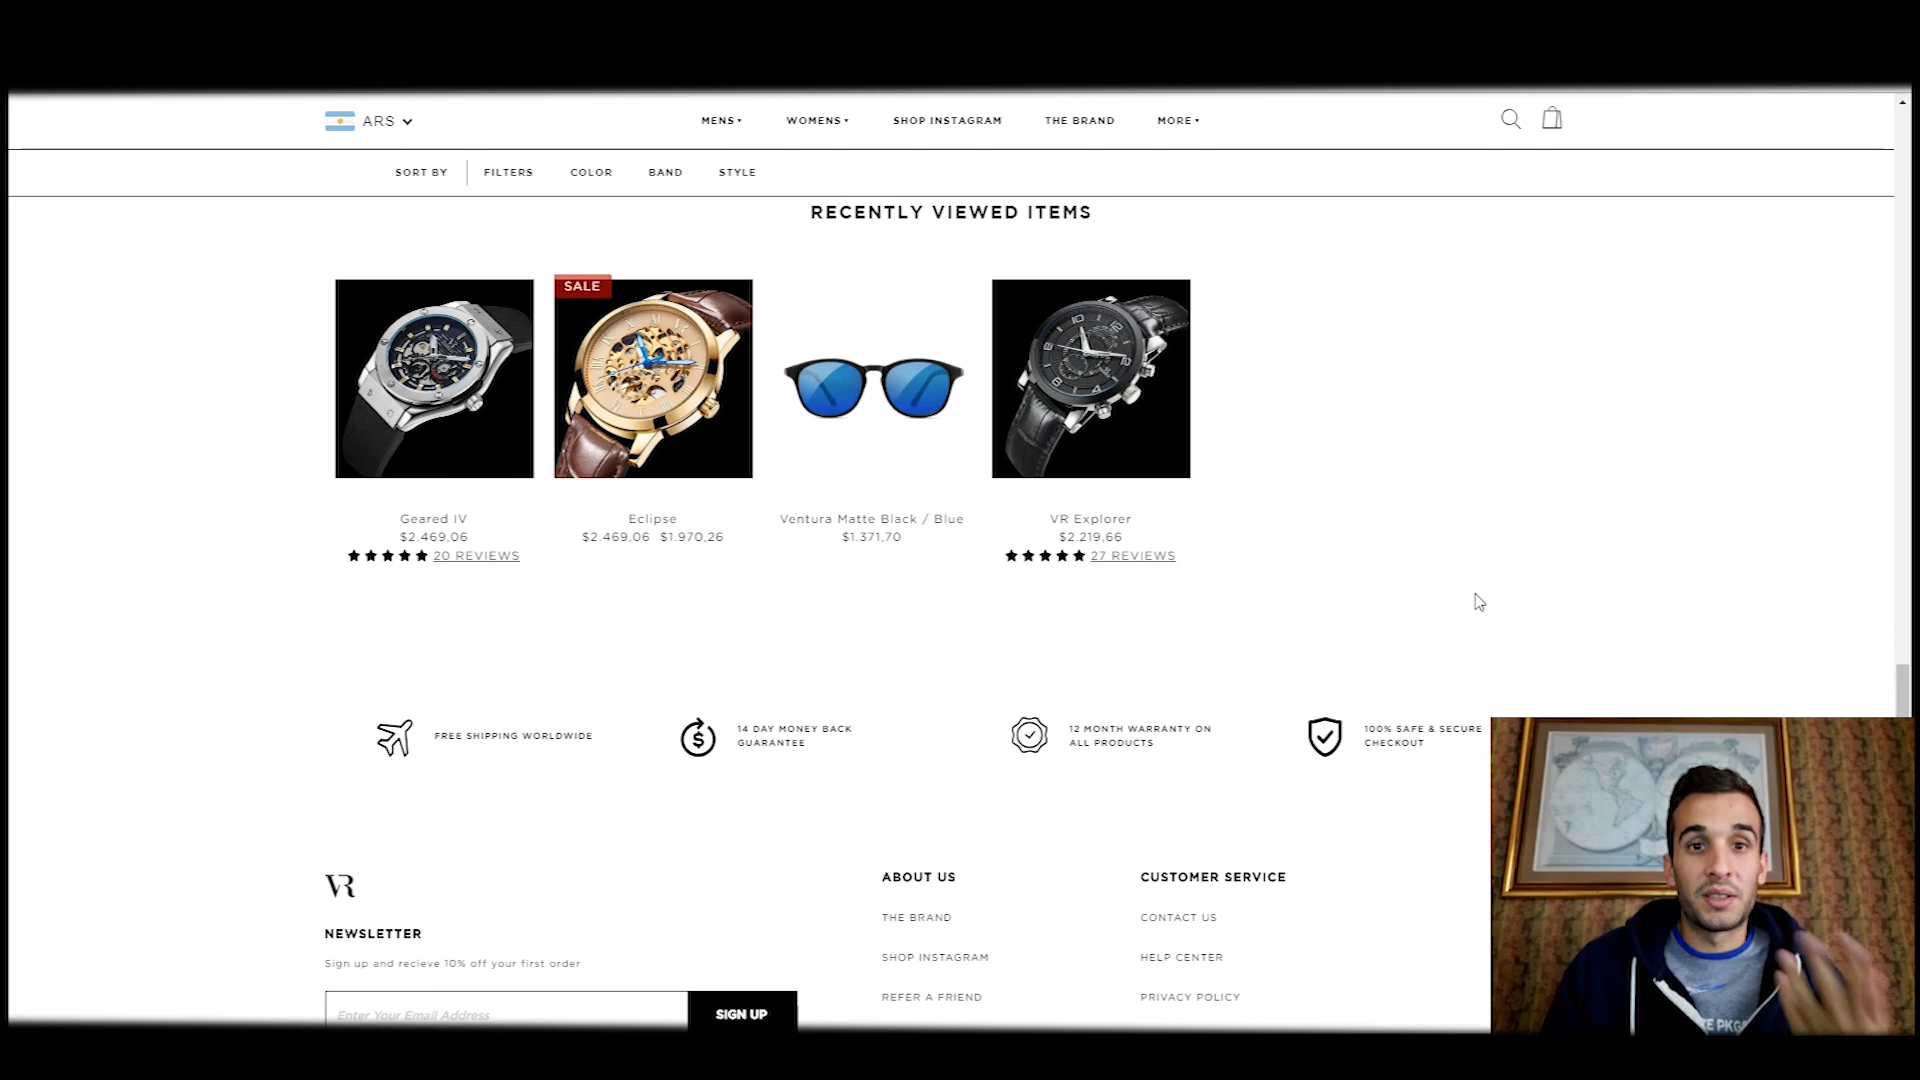 ARS
MENS
WOMENS
SHOP INSTAGRAM
THE BRAND
MORE
SORT BY
FILTERS
COLOR
BAND
STYLE
RECENTLY VIEWED ITEMS
SALE
Geared IV
$2.469,06
20 REVIEWS
Eclipse
$2.469,06 $1.970,26
Ventura Matte Black / Blue
$1.371,70
VR Explorer
$2.219,66
27 REVIEWS
FREE SHIPPING WORLDWIDE
14 DAY MONEY BACK
GUARANTEE
12 MONTH WARRANTY ON
ALL PRODUCTS
100% SAFE & SECURE
CHECKOUT
VR
NEWSLETTER
Sign up and recieve 10% off your first order
Enter Your Email Address
SIGN UP
ABOUT US
THE BRAND
SHOP INSTAGRAM
REFER A FRIEND
CUSTOMER SERVICE
CONTACT US
HELP CENTER
PRIVACY POLICY